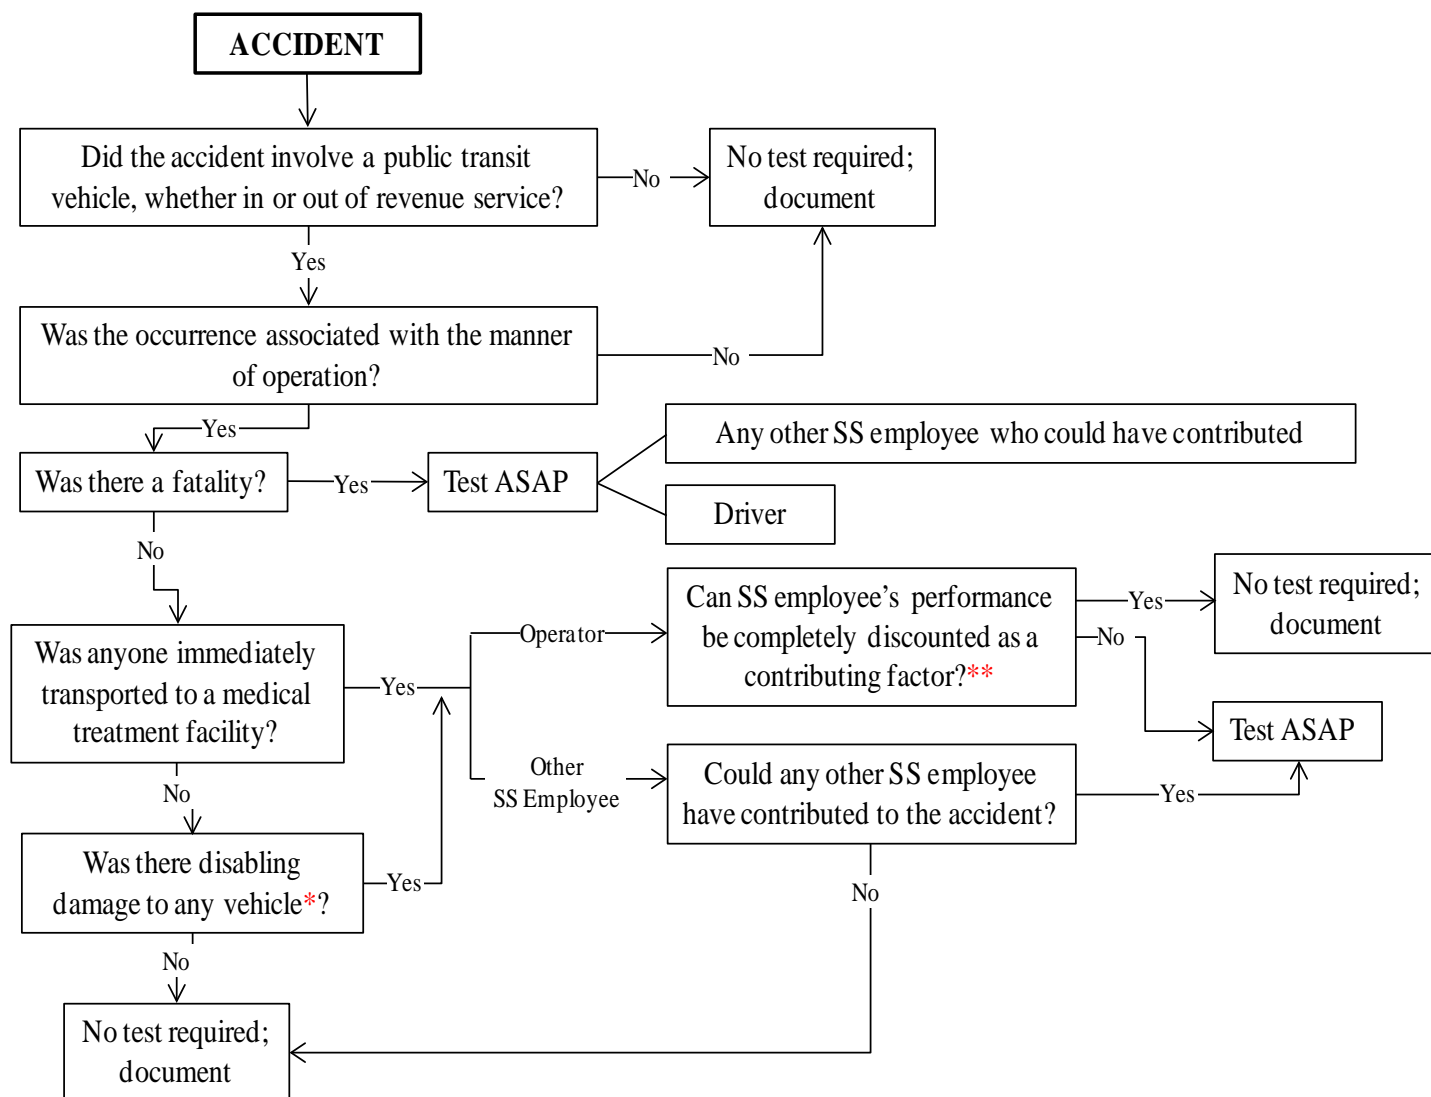 ACCIDENT
Did the accident involve a public transit
vehicle, whether in or out of revenue service?
No
No test required;
document
Yes
Was the occurrence associated with the manner
of operation?
No
Yes
Any other SS employee who could have contributed
Was there a fatality?
Yes
Test ASAP
Driver
No
Can SS employee's performance
be completely discounted as a
contributing factor?**
Yes
No test required;
document
No
Operator
Was anyone immediately
transported to a medical
treatment facility?
Yes
Test ASAP
Other
SS Employee
Could any other SS employee
have contributed to the accident?
Yes
No
Was there disabling
damage to any vehicle*?
Yes
No
No
No test required;
document